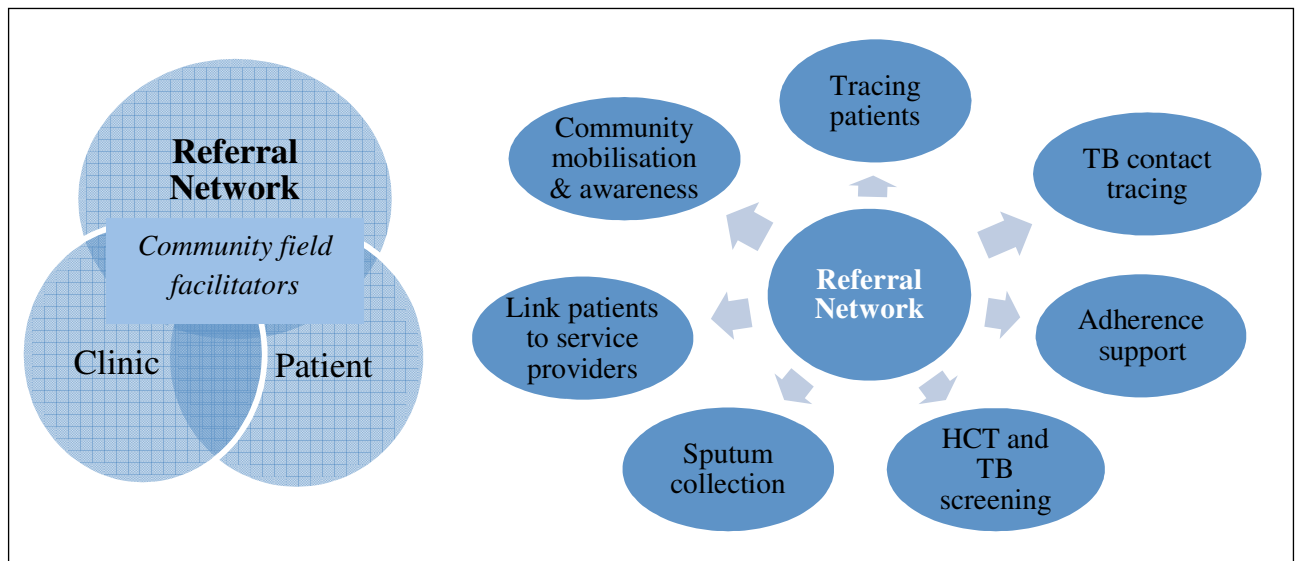 Referral
Network
Community field
facilitators
Clinic
Patient
Tracing
patients
Community
mobilisation
& awareness
TB contact
tracing
Referral
Network
Link patients
to service
providers
Adherence
support
Sputum
collection
HCT and
TB
screening